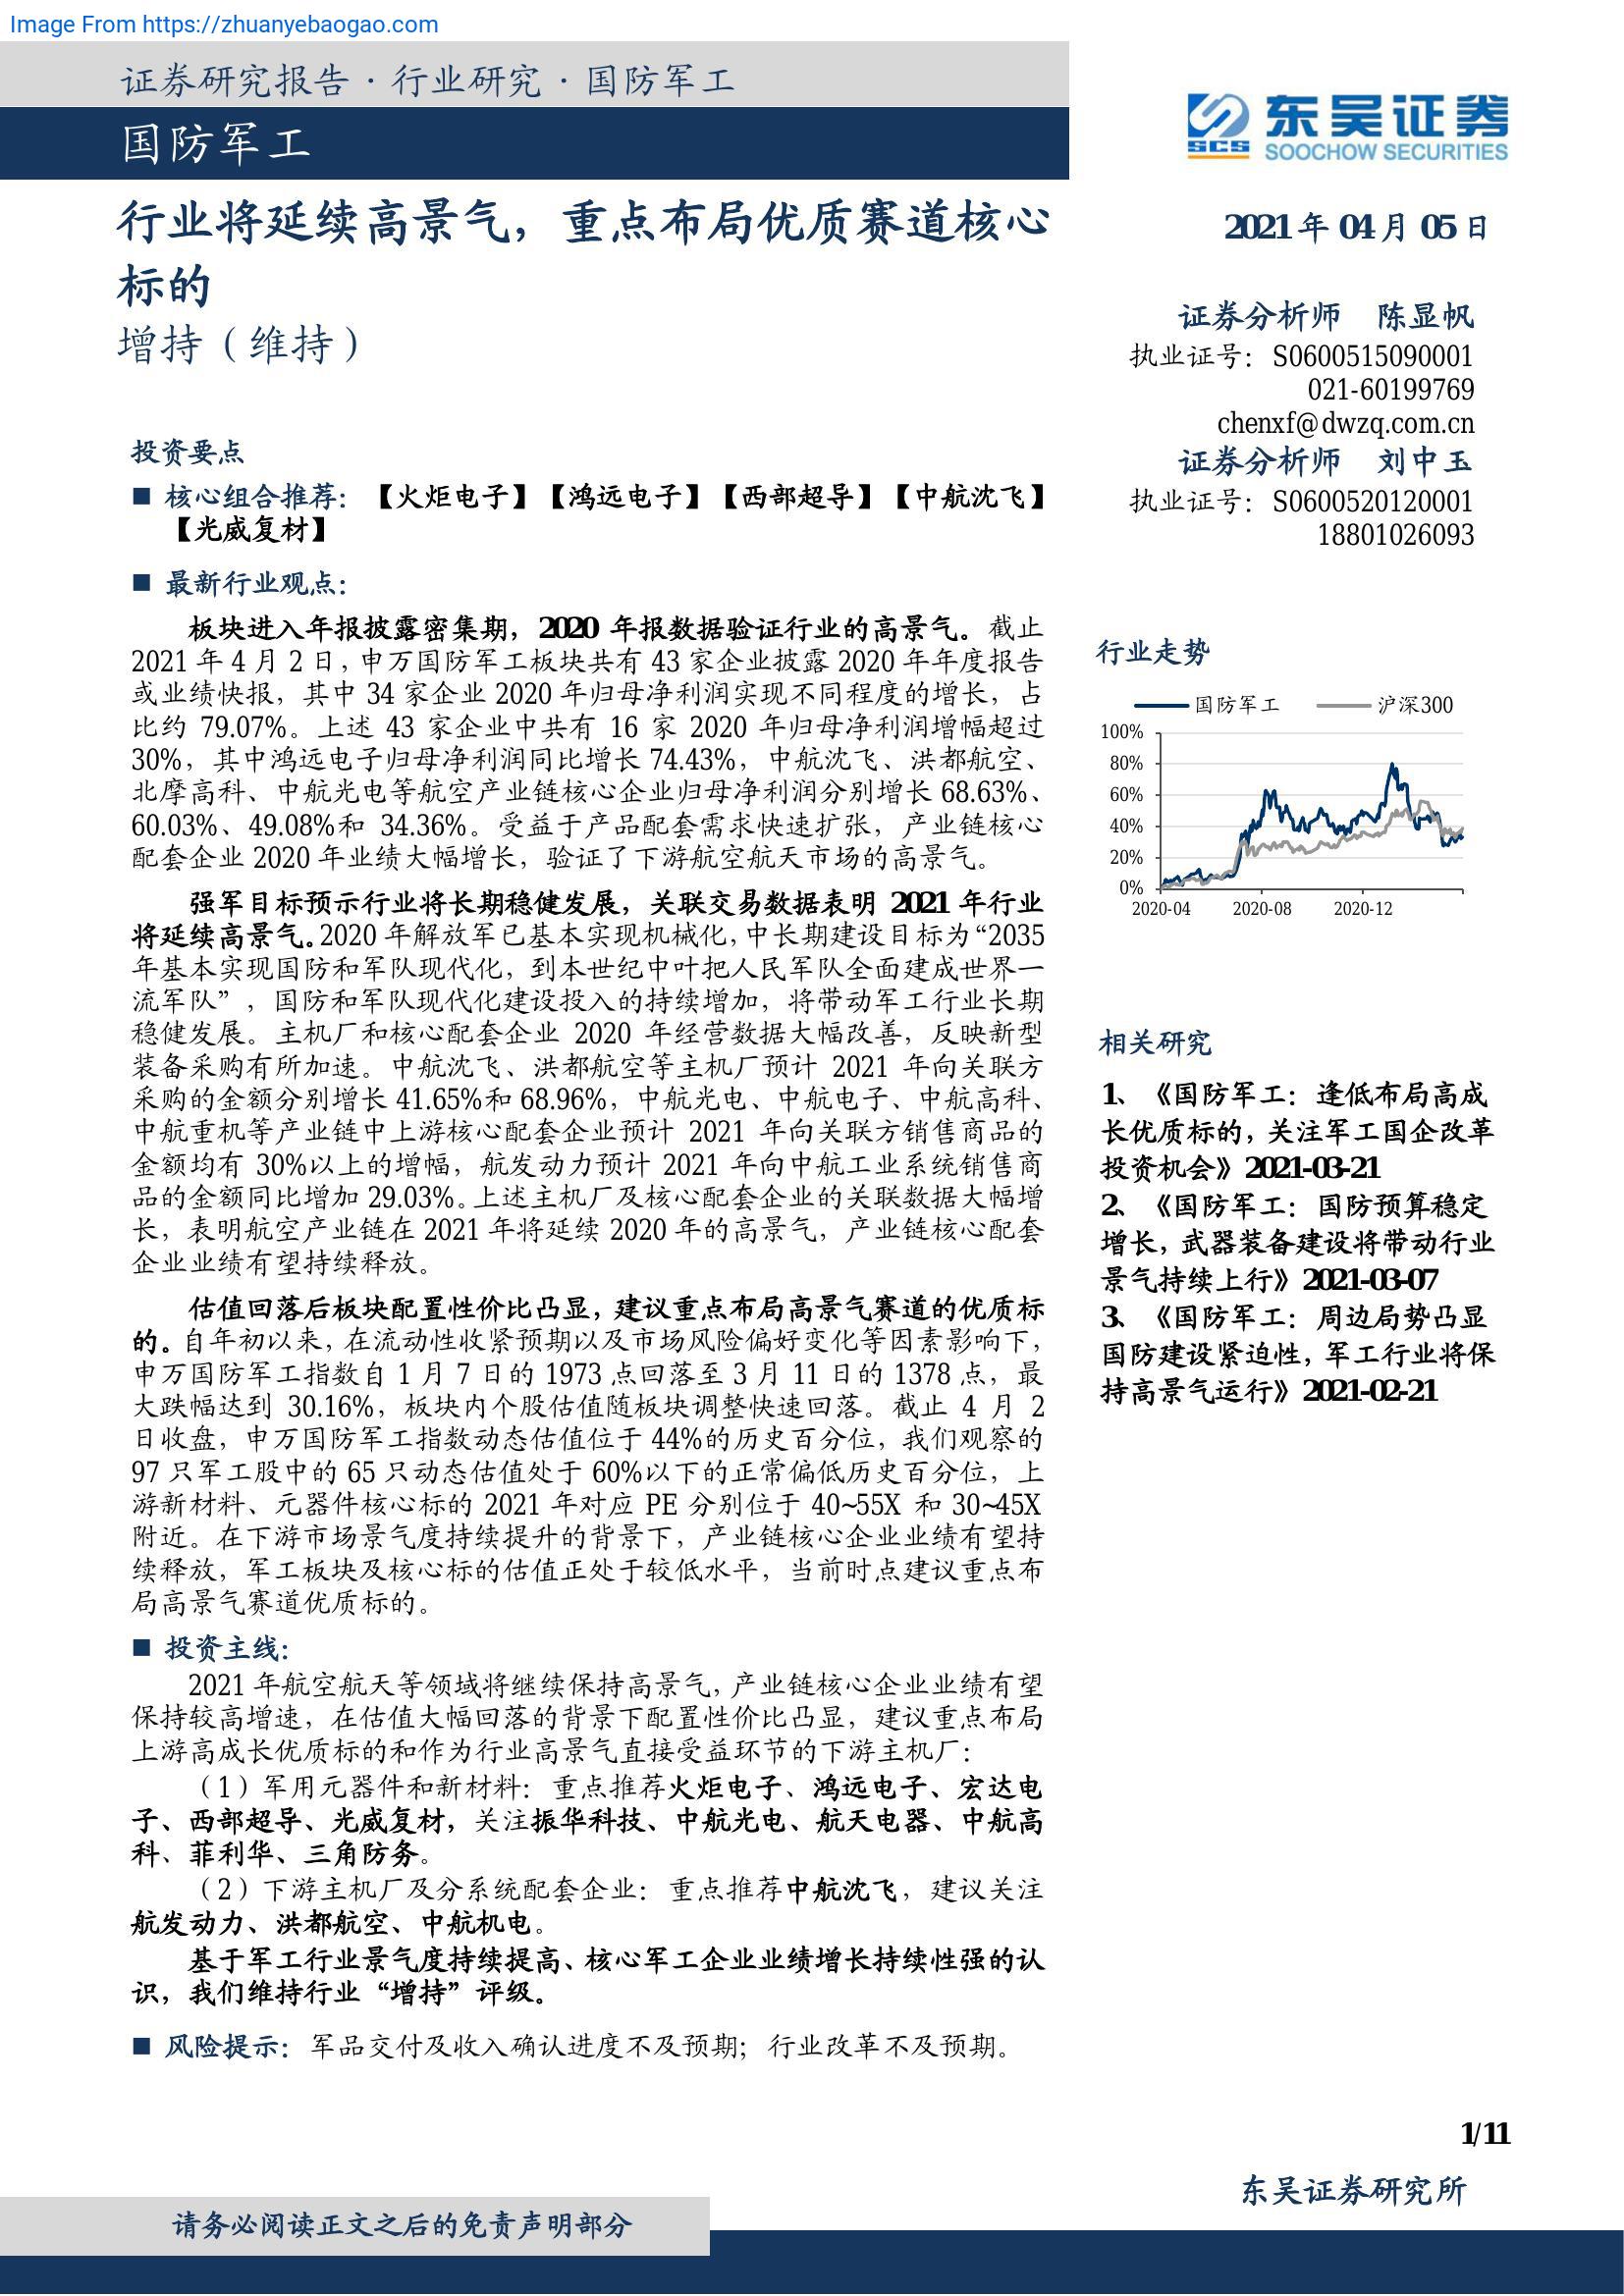 Image From https://zhuanyebaogao.com
证券研究报告·行业研究·国防军工
国防军工
东吴证券
SCS
SOOCHOW SECURITIES
行业将延续高景气，重点布局优质赛道核心
标的
增持（维持）
2021 年 04 月 05 日
证券分析师 陈显帆
执业证号：S0600515090001
021-60199769
chenxf@dwzq.com.cn
证券分析师 刘中玉
执业证号：S0600520120001
18801026093
投资要点
■ 核心组合推荐：【火炬电子】【鸿远电子】【西部超导】【中航沈飞】
【光威复材】
■ 最新行业观点：
板块进入年报披露密集期，2020 年报数据验证行业的高景气。截止
2021 年 4 月 2 日，申万国防军工板块共有 43 家企业披露 2020 年年度报告
或业绩快报，其中 34 家企业 2020 年归母净利润实现不同程度的增长，占
比约 79.07%。上述 43 家企业中共有 16 家 2020 年归母净利润增幅超过
30%，其中鸿远电子归母净利润同比增长 74.43%，中航沈飞、洪都航空、
北摩高科、中航光电等航空产业链核心企业归母净利润分别增长 68.63%、
60.03%、49.08%和 34.36%。受益于产品配套需求快速扩张，产业链核心
配套企业 2020 年业绩大幅增长，验证了下游航空航天市场的高景气。
强军目标预示行业将长期稳健发展，关联交易数据表明 2021 年行业
将延续高景气。2020 年解放军已基本实现机械化，中长期建设目标为“2035
年基本实现国防和军队现代化，到本世纪中叶把人民军队全面建成世界一
流军队”，国防和军队现代化建设投入的持续增加，将带动军工行业长期
稳健发展。主机厂和核心配套企业 2020 年经营数据大幅改善，反映新型
装备采购有所加速。中航沈飞、洪都航空等主机厂预计 2021 年向关联方
采购的金额分别增长 41.65%和 68.96%，中航光电、中航电子、中航高科、
中航重机等产业链中上游核心配套企业预计 2021 年向关联方销售商品的
金额均有 30%以上的增幅，航发动力预计 2021 年向中航工业系统销售商
品的金额同比增加 29.03%。上述主机厂及核心配套企业的关联数据大幅增
长，表明航空产业链在 2021 年将延续 2020 年的高景气，产业链核心配套
企业业绩有望持续释放。
估值回落后板块配置性价比凸显，建议重点布局高景气赛道的优质标
的。自年初以来，在流动性收紧预期以及市场风险偏好变化等因素影响下，
申万国防军工指数自 1 月 7 日的 1973 点回落至 3 月 11 日的 1378 点，最
大跌幅达到 30.16%，板块内个股估值随板块调整快速回落。截止 4 月 2
日收盘，申万国防军工指数动态估值位于 44%的历史百分位，我们观察的
97 只军工股中的 65 只动态估值处于 60%以下的正常偏低历史百分位，上
游新材料、元器件核心标的 2021 年对应 PE 分别位于 40~55X 和 30~45X
附近。在下游市场景气度持续提升的背景下，产业链核心企业业绩有望持
续释放，军工板块及核心标的估值正处于较低水平，当前时点建议重点布
局高景气赛道优质标的。
■ 投资主线：
2021 年航空航天等领域将继续保持高景气，产业链核心企业业绩有望
保持较高增速，在估值大幅回落的背景下配置性价比凸显，建议重点布局
上游高成长优质标的和作为行业高景气直接受益环节的下游主机厂：
（1）军用元器件和新材料：重点推荐火炬电子、鸿远电子、宏达电
子、西部超导、光威复材，关注振华科技、中航光电、航天电器、中航高
科、菲利华、三角防务。
（2）下游主机厂及分系统配套企业：重点推荐中航沈飞，建议关注
航发动力、洪都航空、中航机电。
基于军工行业景气度持续提高、核心军工企业业绩增长持续性强的认
识，我们维持行业“增持”评级。
■ 风险提示：军品交付及收入确认进度不及预期；行业改革不及预期。
行业走势
国防军工 沪深300
100%
80%
60%
40%
20%
0%
2020-04 2020-08 2020-12
相关研究
1、《国防军工：逢低布局高成
长优质标的，关注军工国企改革
投资机会》2021-03-21
2、《国防军工：国防预算稳定
增长，武器装备建设将带动行业
景气持续上行》2021-03-07
3、《国防军工：周边局势凸显
国防建设紧迫性，军工行业将保
持高景气运行》2021-02-21
1/11
东吴证券研究所
请务必阅读正文之后的免责声明部分